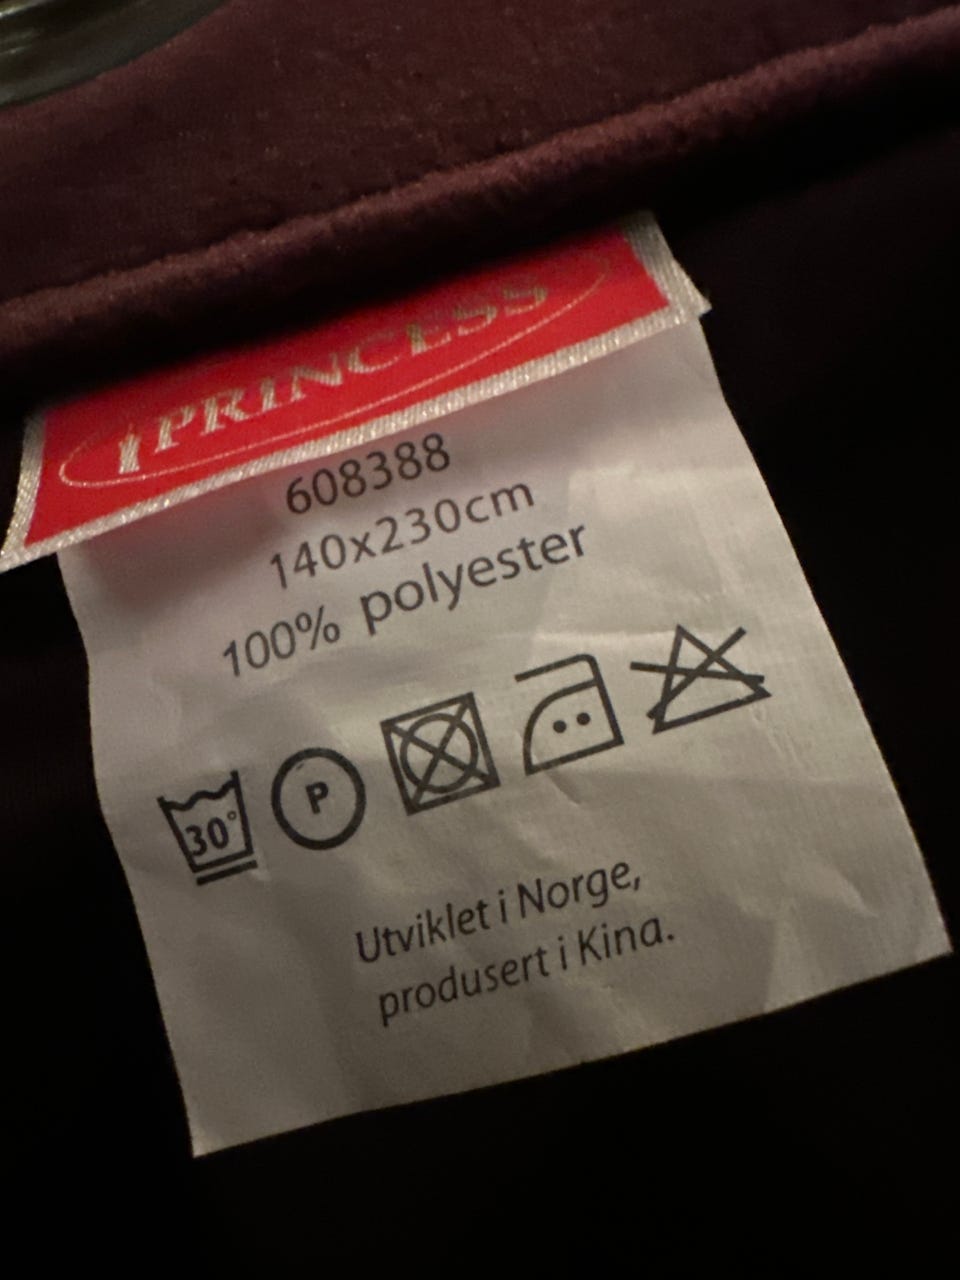 PRINCESS
608388
140x230cm
100% polyester
30° P
Utviklet i Norge,
produsert i Kina.